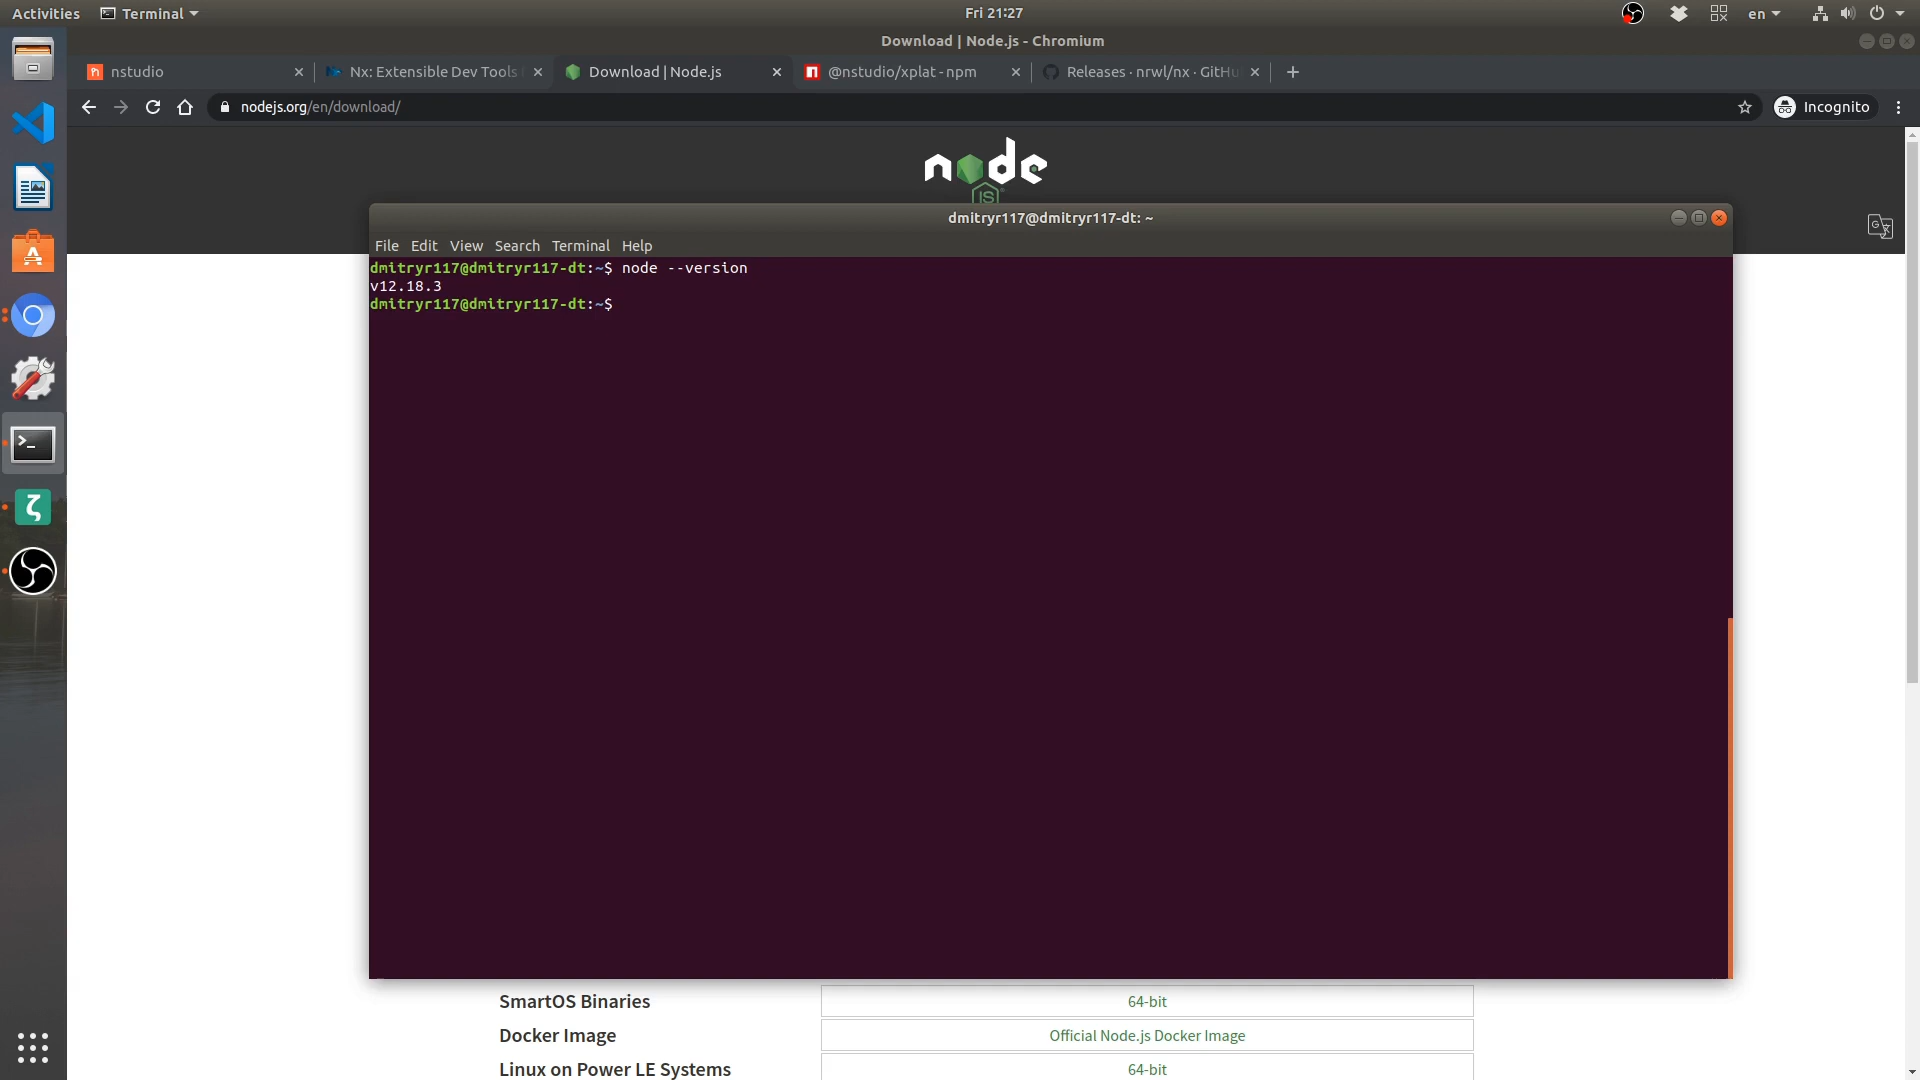 Activities Terminal Fri 21:27 en
Download | Node.js - Chromium
nstudio Nx: Extensible Dev Tools Download | Node.js @nstudio/xplat - npm Releases · nrwl/nx · GitHu
nodejs.org/en/download/ Incognito
node
JS
dmitryr117@dmitryr117-dt: ~
File Edit View Search Terminal Help
dmitryr117@dmitryr117-dt:~$ node --version
v12.18.3
dmitryr117@dmitryr117-dt:~$
SmartOS Binaries 64-bit
Docker Image Official Node.js Docker Image
Linux on Power LE Systems 64-bit